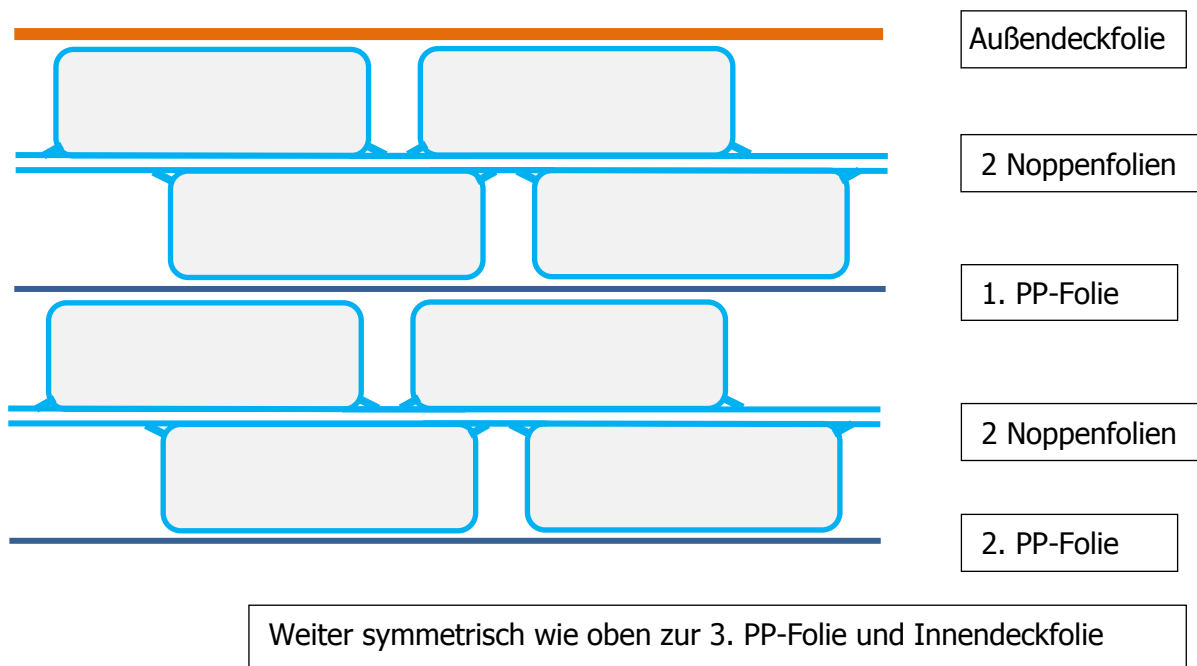 Außendeckfolie
2 Noppenfolien
1. PP-Folie
2 Noppenfolien
2. PP-Folie
Weiter symmetrisch wie oben zur 3. PP-Folie und Innendeckfolie